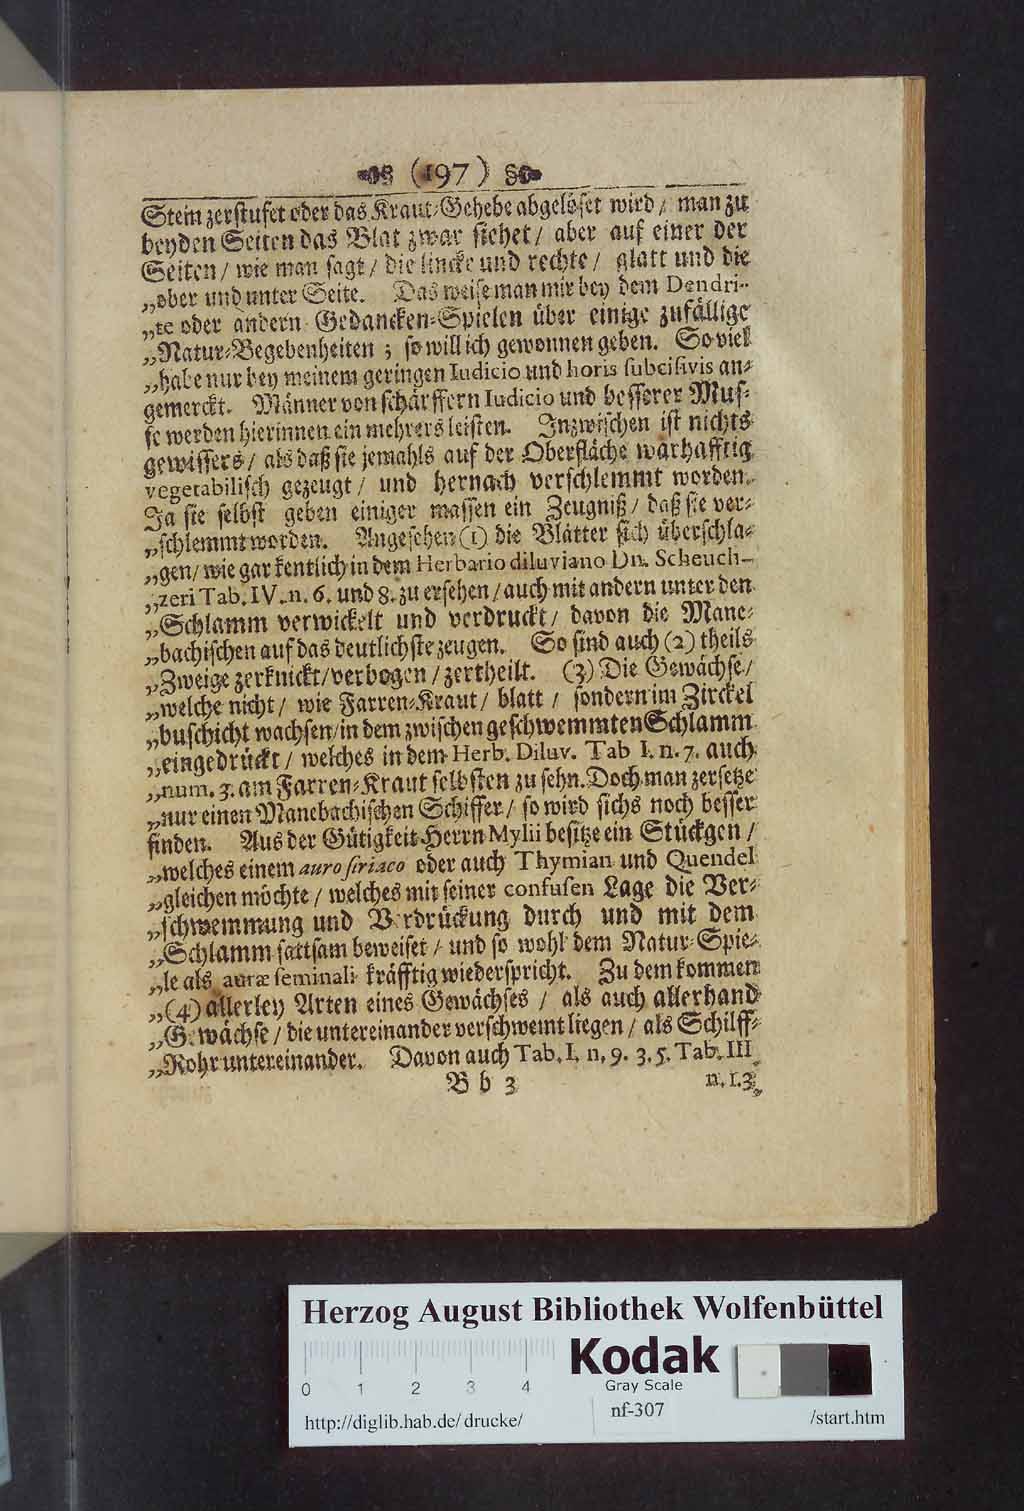 (197)
Stein zerstufet oder das Kraut-Gehebe abgelöset wird / man zu
beyden Seiten das Blat zwar siehet / aber auf einer der
Seiten / wie man sagt / die lincke und rechte / glatt und die
„ober und unter Seite. Das weise man mir bey dem Dendri-
„te oder andern Gedancken-Spielen über einige zufällige
„Natur-Begebenheiten; so will ich gewonnen geben. So viel
„habe nur bey meinem geringen Iudicio und horis subcisivis an-
gemerckt. Männer von schärffern Iudicio und besserer Mus-
se werden hierinnen ein mehrers leisten. Inzwischen ist nichts
gewissers / als daß sie jemahls auf der Oberfläche warhafftig
vegetabilisch gezeugt / und hernach verschlemmt worden.
Ja sie selbst geben einiger massen ein Zeugniß / daß sie ver-
„schlemmt worden. Angesehen (1) die Blätter sich überschla-
„gen / wie gar kentlich in dem Herbario diluviano Dn. Scheuch-
„zeri Tab. IV. n. 6. und 8. zu ersehen / auch mit andern unter den
„Schlamm verwickelt und verdruckt / davon die Mane-
„bachischen auf das deutlichste zeugen. So sind auch (2) theils
„Zweige zerknickt / verbogen / zertheilt. (3) Die Gewächse /
„welche nicht / wie Farren-Kraut / blatt / sondern im Zirckel
„buschicht wachsen / in dem zwischen geschwemmten Schlamm
„eingedrückt / welches in dem Herb. Diluv. Tab I. n. 7. auch
„num. 3. am Farren-Kraut selbsten zu sehn. Doch man zersetze
„nur einen Manebachischen Schiffer / so wird sichs noch besser
finden. Aus der Gütigkeit Herrn Mylii besitze ein Stückgen /
„welches einem auro siriaco oder auch Thymian und Quendel
„gleichen möchte / welches mit seiner confusen Lage die Ver-
„schwemmung und Verdrückung durch und mit dem
„Schlamm sattsam beweiset / und so wohl dem Natur-Spie-
„le als auræ seminali kräfftig wiederspricht. Zu dem kommen
„(4) allerley Arten eines Gewächses / als auch allerhand
„Gewächse / die untereinander verschwemt liegen / als Schilff-
„Rohr untereinander. Davon auch Tab. I. n. 9. 3. 5. Tab. III
B b 3 n. 1. 3.
Herzog August Bibliothek Wolfenbüttel
0 1 2 3 4
Kodak
Gray Scale
http://diglib.hab.de/drucke/
nf-307
/start.htm